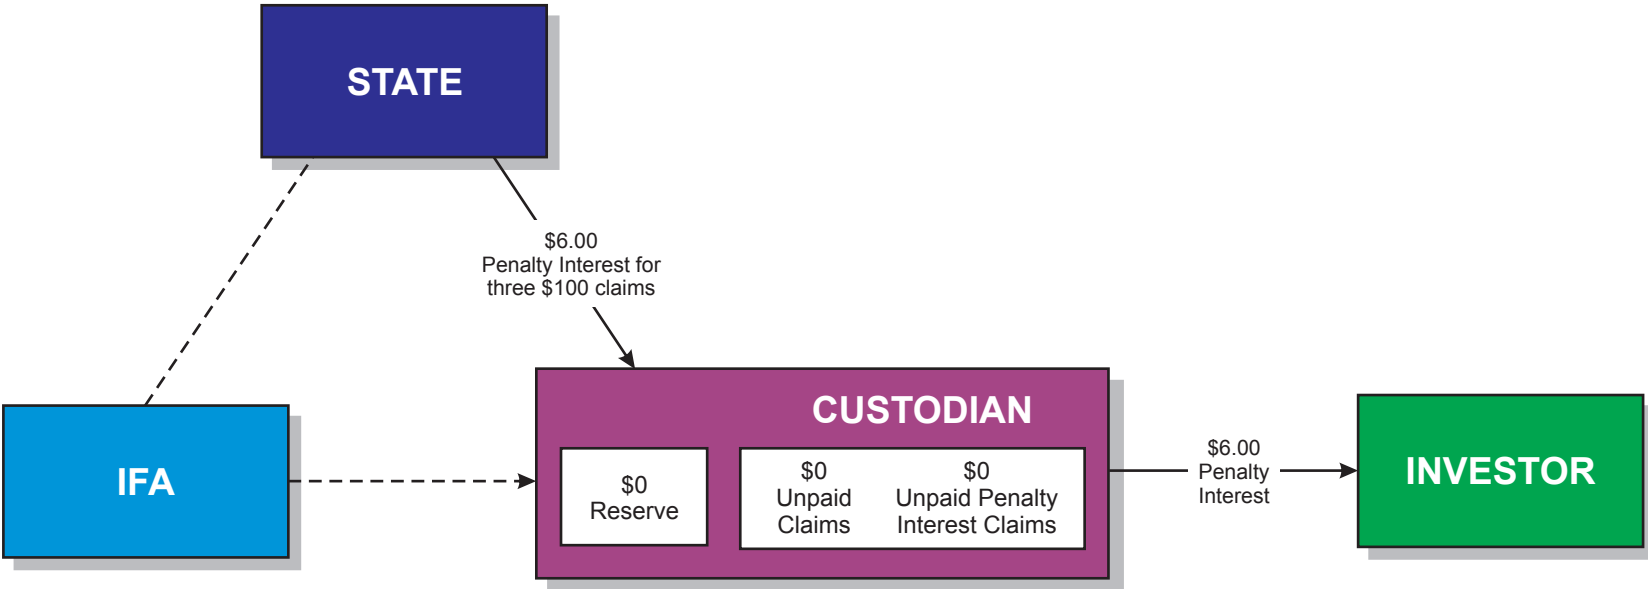 STATE
$6.00
Penalty Interest for
three $100 claims
IFA
CUSTODIAN
$0
Reserve
$0
Unpaid
Claims
$0
Unpaid Penalty
Interest Claims
$6.00
Penalty
Interest
INVESTOR